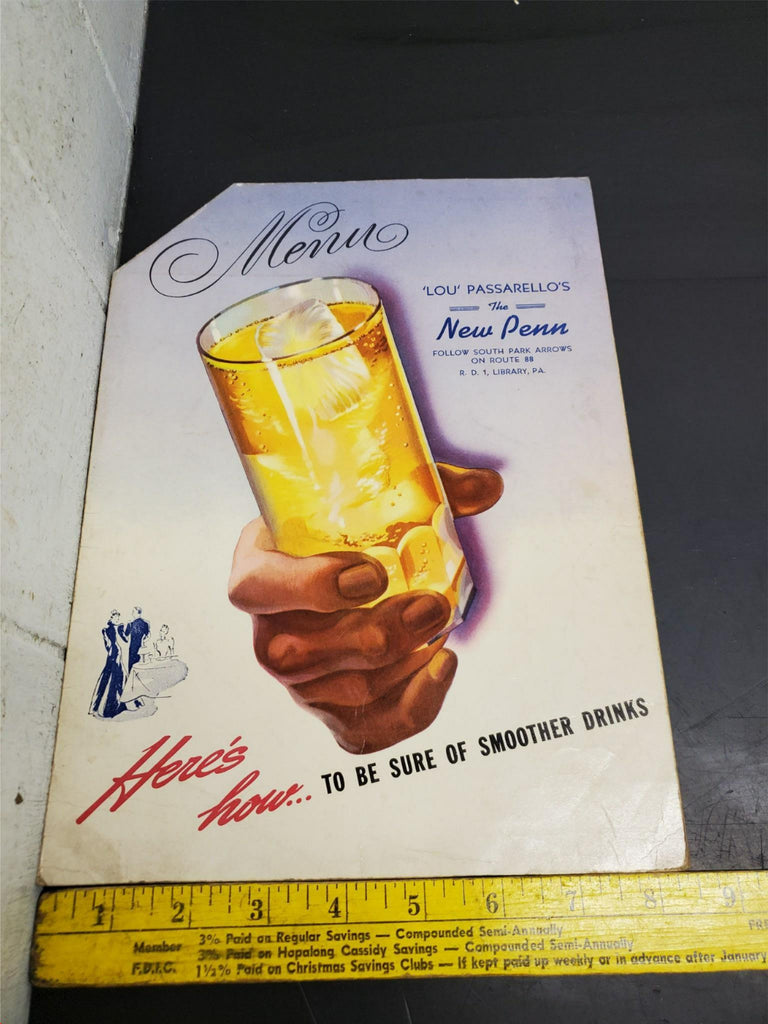 Menu
'LOU' PASSARELLO'S
The
New Penn
FOLLOW SOUTH PARK ARROWS
ON ROUTE 88
R. D. 1, LIBRARY, PA.
Here's
how... TO BE SURE OF SMOOTHER DRINKS
1 2 3 4 5 6 7 8 9
Member 3% Paid on Regular Savings — Compounded Semi-Annually
3% Paid on Hopalong Cassidy Savings — Compounded Semi-Annually
F.D.I.C. 1½% Paid on Christmas Savings Clubs — If kept paid up weekly or in advance after January